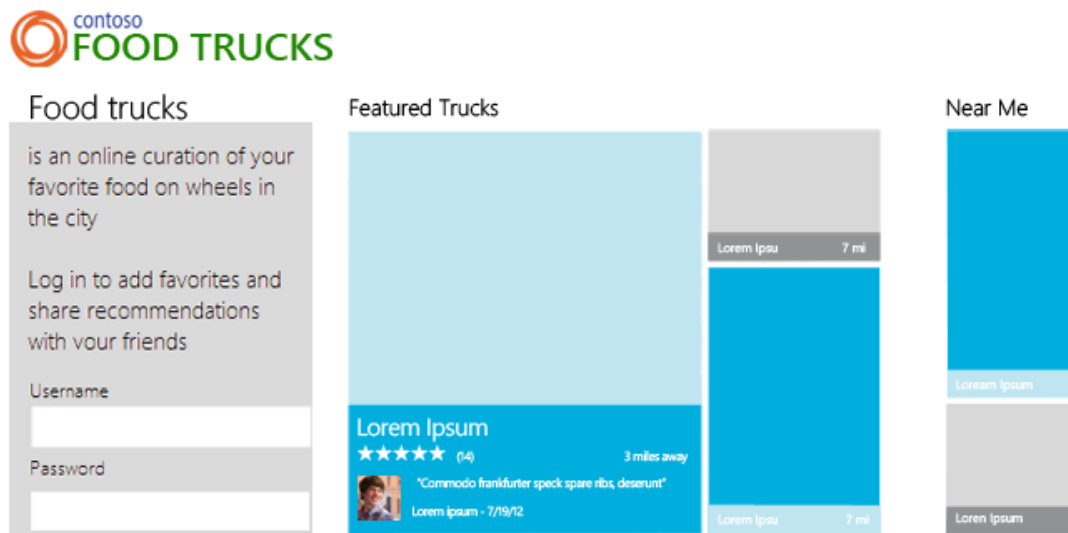 contoso
FOOD TRUCKS
Food trucks
is an online curation of your
favorite food on wheels in
the city
Log in to add favorites and
share recommendations
with vour friends
Username
Password
Featured Trucks
Lorem Ipsum
★★★★★ (14)
3 miles away
"Commodo frankfurter speck spare ribs, deserunt"
Lorem ipsum - 7/19/12
Lorem Ipsu 7 mi
Lorem Ipsu 7 mi
Near Me
Loream Ipsum
Loren Ipsum